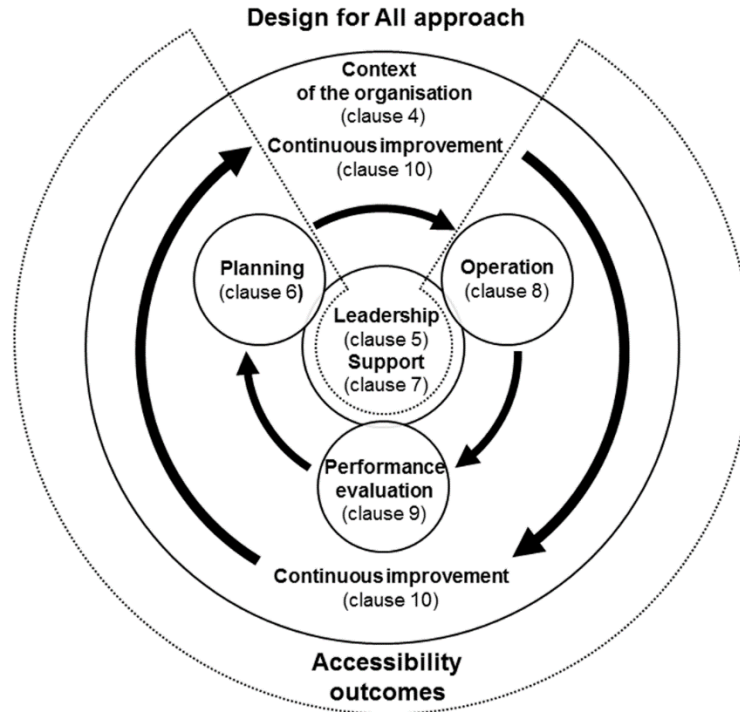 Design for All approach
Context
of the organisation
(clause 4)
Continuous improvement
(clause 10)
Planning
(clause 6)
Operation
(clause 8)
Leadership
(clause 5)
Support
(clause 7)
Performance
evaluation
(clause 9)
Continuous improvement
(clause 10)
Accessibility
outcomes